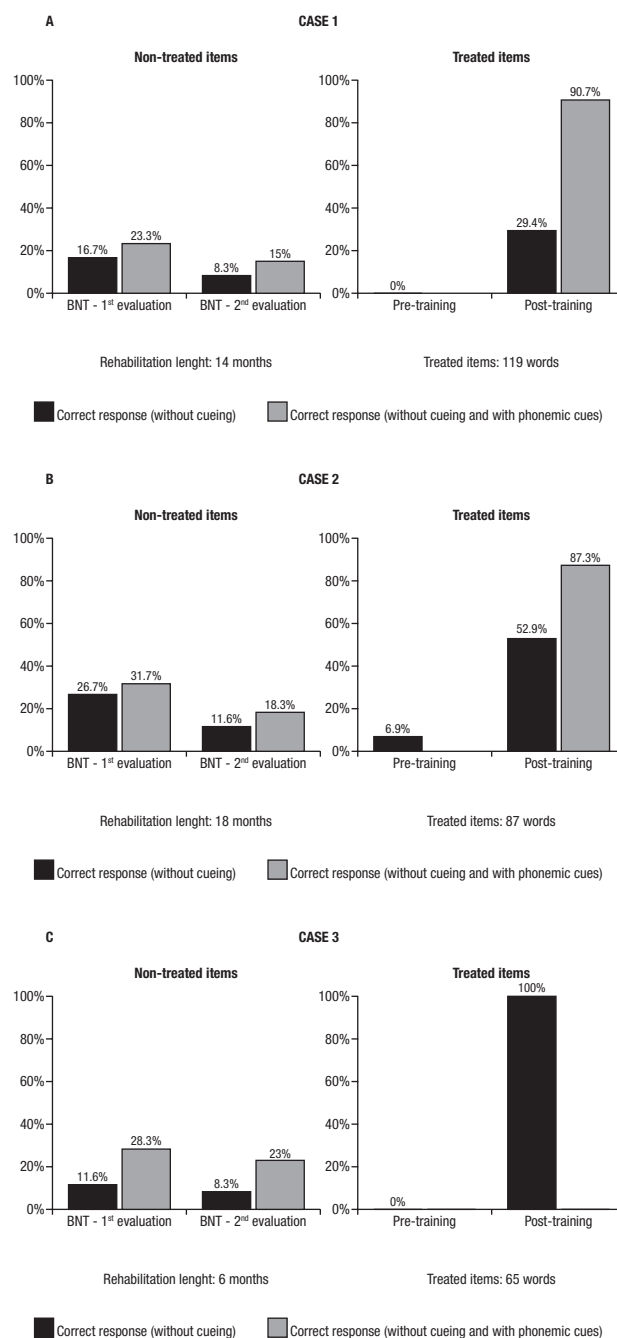 A CASE 1
Non-treated items Treated items
100% 100%
90.7%
80% 80%
60% 60%
40% 40%
29.4%
23.3%
20% 16.7% 15% 20%
8.3%
0% 0% 0%
BNT - 1st evaluation BNT - 2nd evaluation Pre-training Post-training
Rehabilitation lenght: 14 months Treated items: 119 words
Correct response (without cueing) Correct response (without cueing and with phonemic cues)
B CASE 2
Non-treated items Treated items
100% 100%
87.3%
80% 80%
60% 60%
52.9%
40% 40%
31.7%
26.7%
20% 18.3% 20%
11.6% 6.9%
0% 0%
BNT - 1st evaluation BNT - 2nd evaluation Pre-training Post-training
Rehabilitation lenght: 18 months Treated items: 87 words
Correct response (without cueing) Correct response (without cueing and with phonemic cues)
C CASE 3
Non-treated items Treated items
100% 100% 100%
80% 80%
60% 60%
40% 40%
28.3%
23%
20% 20%
11.6% 8.3%
0% 0% 0%
BNT - 1st evaluation BNT - 2nd evaluation Pre-training Post-training
Rehabilitation lenght: 6 months Treated items: 65 words
Correct response (without cueing) Correct response (without cueing and with phonemic cues)